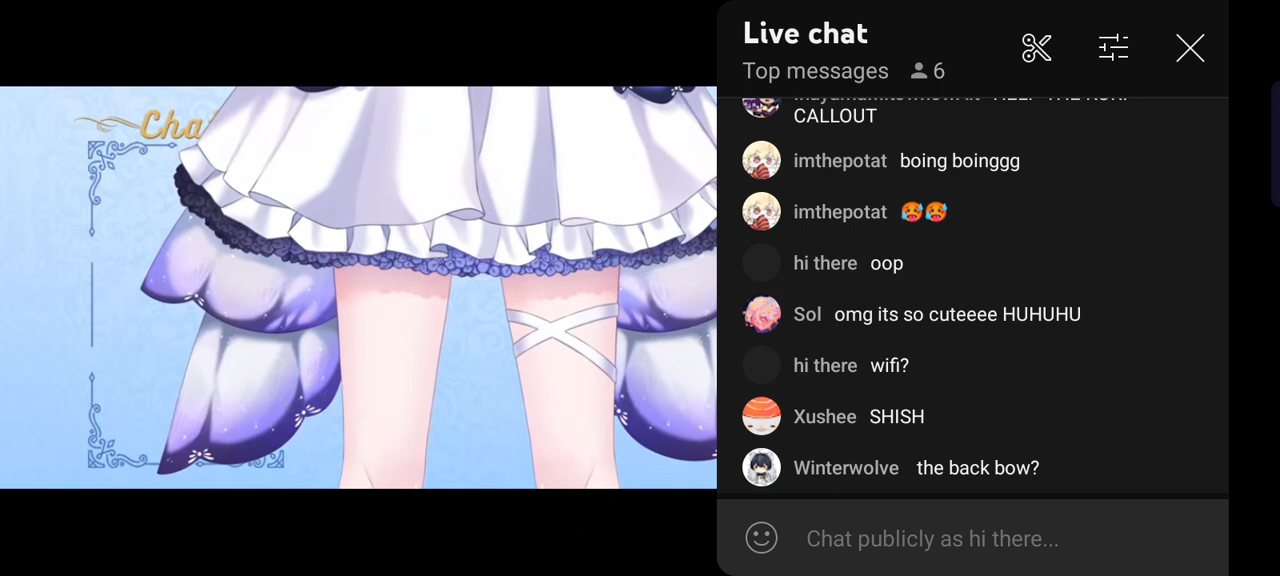 Live chat
Top messages 6
CALLOUT
imthepotat boing boinggg
imthepotat 🥵🥵
hi there oop
Sol omg its so cuteeee HUHUHU
hi there wifi?
Xushee SHISH
Winterwolve the back bow?
Chat publicly as hi there...
Cha